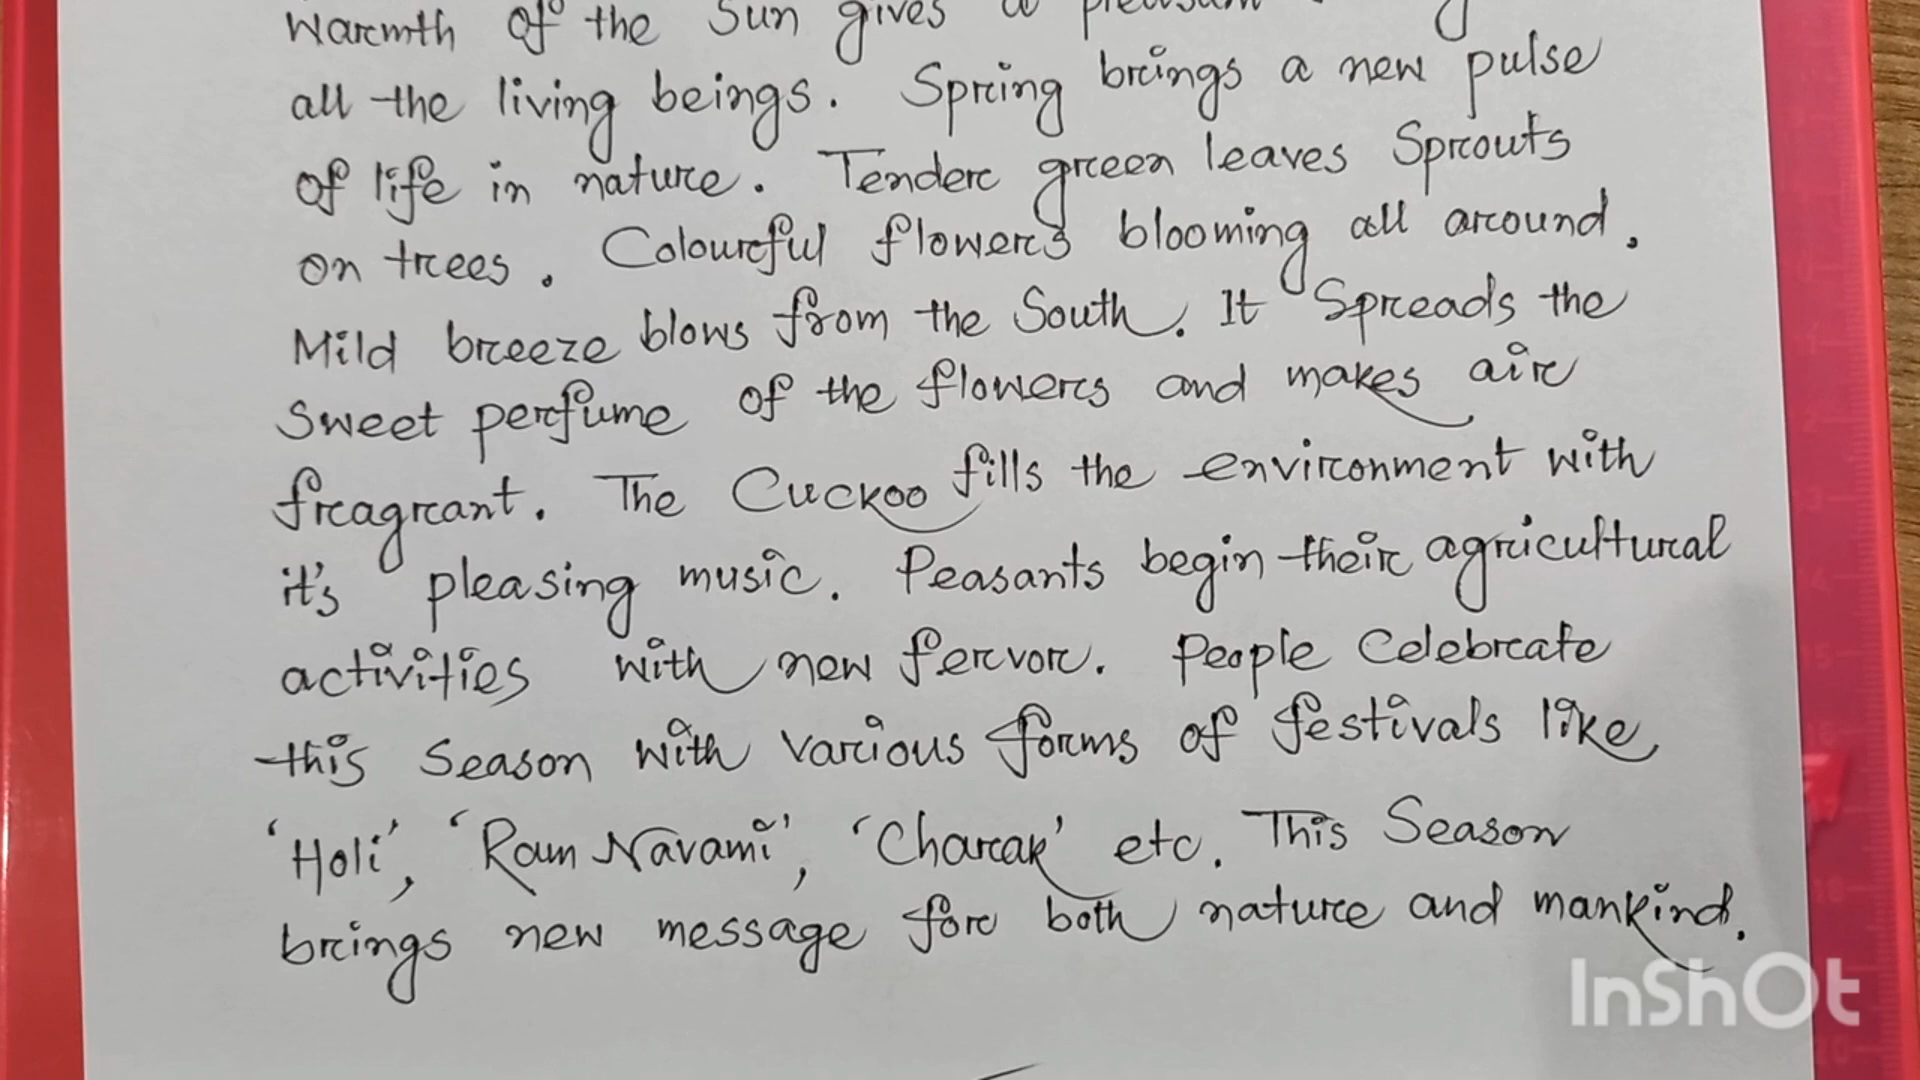 Warmth of the Sun gives a
all the living beings. Spring brings a new pulse
of life in nature. Tender green leaves Sprouts
on trees. Colourful flowers blooming all around.
Mild breeze blows from the South. It Spreads the
Sweet perfume of the flowers and makes air
fragrant. The Cuckoo fills the environment with
it's pleasing music. Peasants begin their agricultural
activities with new fervor. People Celebrate
this Season with various forms of festivals like,
'Holi', 'Ram Navami', 'Charak' etc. This Season
brings new message for both nature and mankind.
InShOt